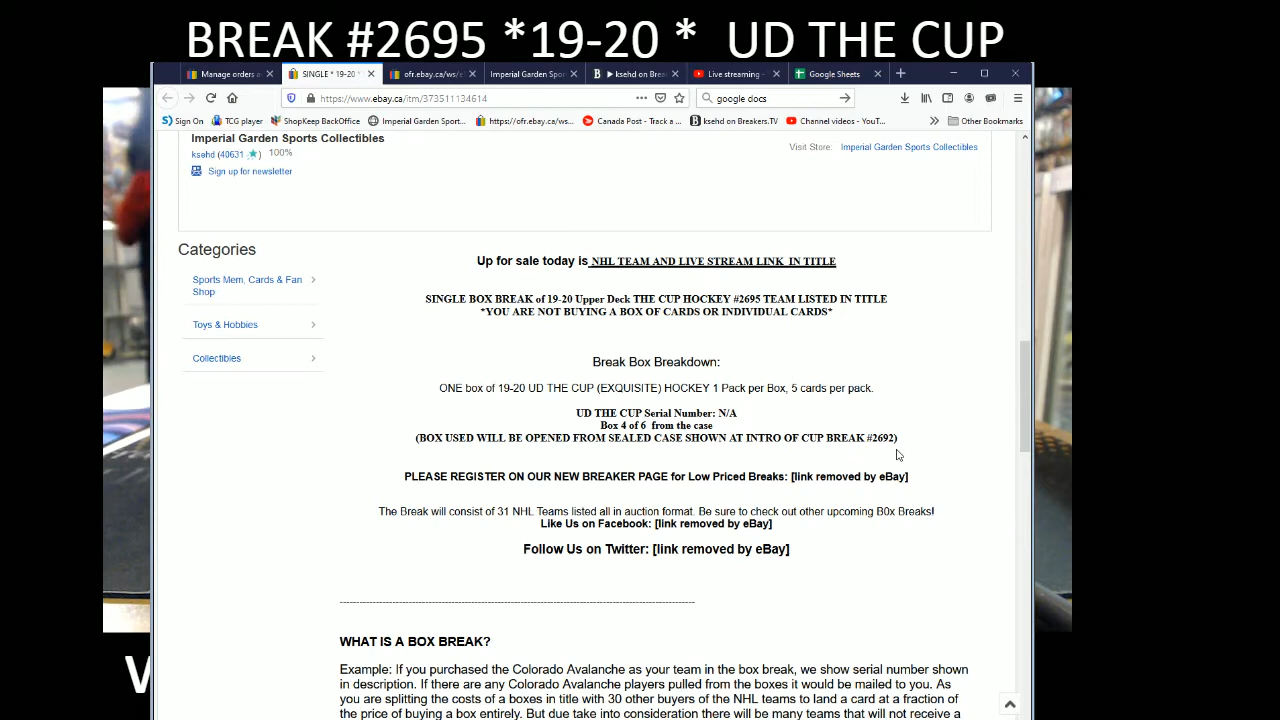 BREAK #2695 *19-20 * UD THE CUP
Manage orders
SINGLE * 19-20
ofr.ebay.ca/ws/e
Imperial Garden Spo
B ▶ ksehd on Brea
Live streaming -
Google Sheets
https://www.ebay.ca/itm/373511134614
google docs
Sign On
TCG player
ShopKeep BackOffice
Imperial Garden Sport...
https://ofr.ebay.ca/ws...
Canada Post - Track a ...
ksehd on Breakers.TV
Channel videos - YouT...
Other Bookmarks
Imperial Garden Sports Collectibles
ksehd (40631 ) 100%
Sign up for newsletter
Visit Store: Imperial Garden Sports Collectibles
Categories
Sports Mem, Cards & Fan
Shop
Toys & Hobbies
Collectibles
Up for sale today is NHL TEAM AND LIVE STREAM LINK IN TITLE
SINGLE BOX BREAK of 19-20 Upper Deck THE CUP HOCKEY #2695 TEAM LISTED IN TITLE
*YOU ARE NOT BUYING A BOX OF CARDS OR INDIVIDUAL CARDS*
Break Box Breakdown:
ONE box of 19-20 UD THE CUP (EXQUISITE) HOCKEY 1 Pack per Box, 5 cards per pack.
UD THE CUP Serial Number: N/A
Box 4 of 6 from the case
(BOX USED WILL BE OPENED FROM SEALED CASE SHOWN AT INTRO OF CUP BREAK #2692)
PLEASE REGISTER ON OUR NEW BREAKER PAGE for Low Priced Breaks: [link removed by eBay]
The Break will consist of 31 NHL Teams listed all in auction format. Be sure to check out other upcoming B0x Breaks!
Like Us on Facebook: [link removed by eBay]
Follow Us on Twitter: [link removed by eBay]
--------------------------------------------------------------------------------------------
WHAT IS A BOX BREAK?
Example: If you purchased the Colorado Avalanche as your team in the box break, we show serial number shown
in description. If there are any Colorado Avalanche players pulled from the boxes it would be mailed to you. As
you are splitting the costs of a boxes in title with 30 other buyers of the NHL teams to land a card at a fraction of
the price of buying a box entirely. But due take into consideration there will be many teams that will not receive a